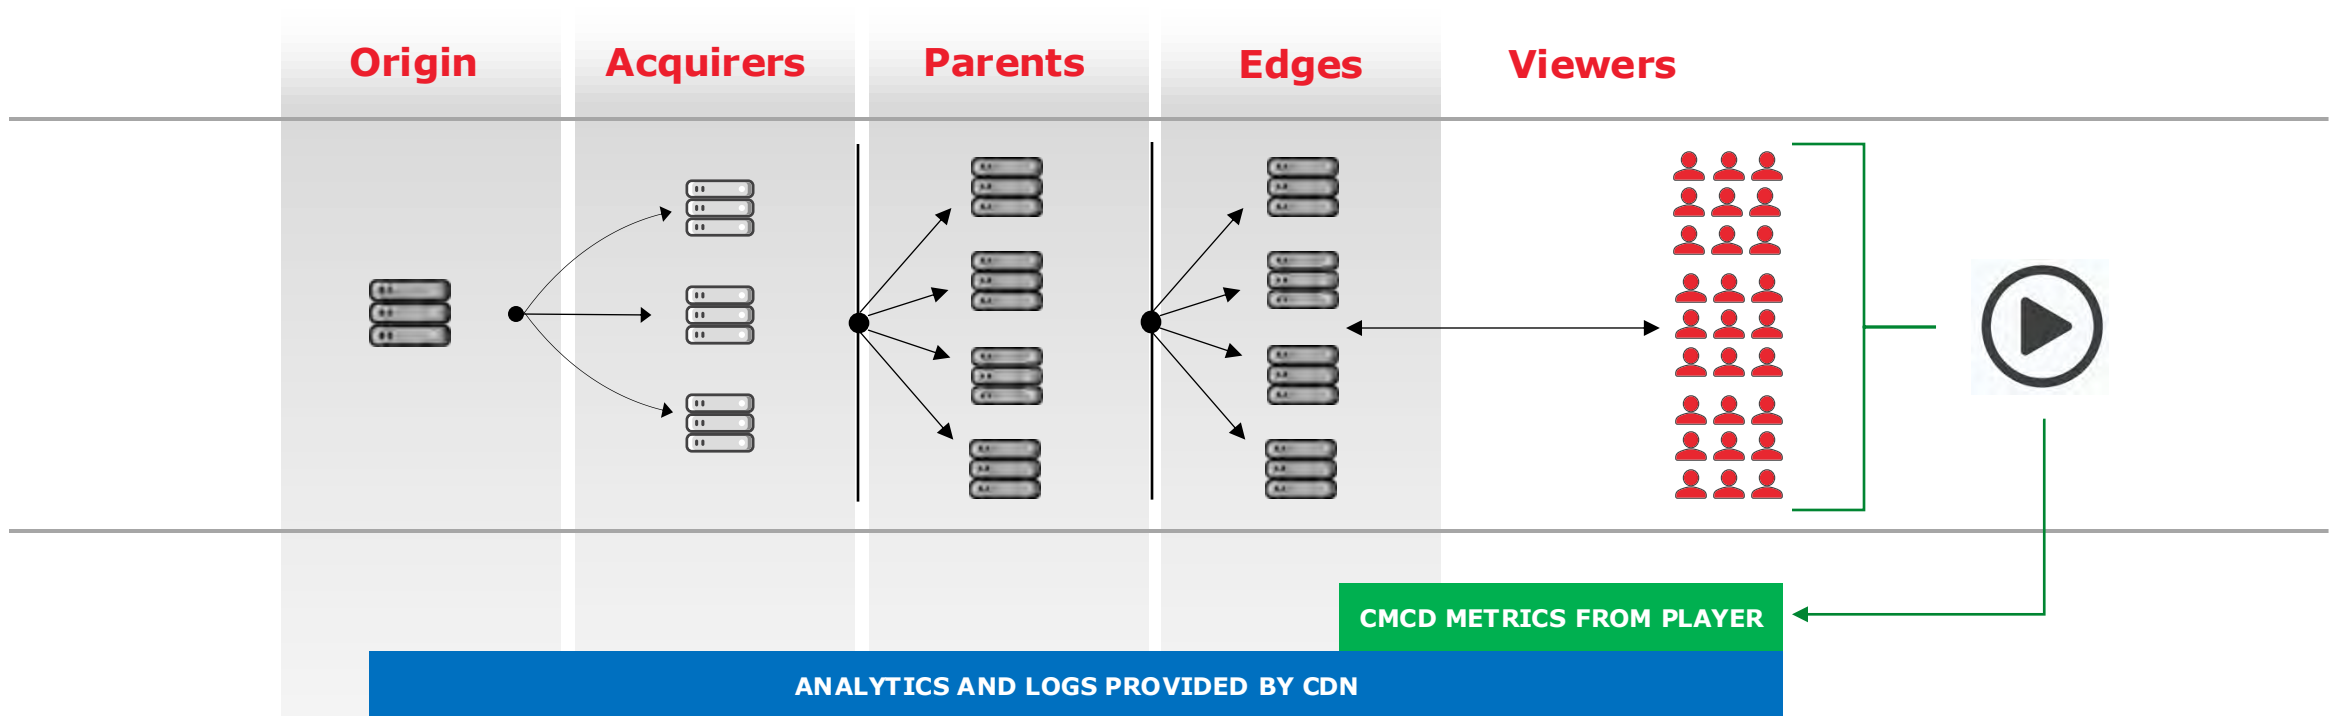 Origin
Acquirers
Parents
Edges
Viewers
CMCD METRICS FROM PLAYER
ANALYTICS AND LOGS PROVIDED BY CDN